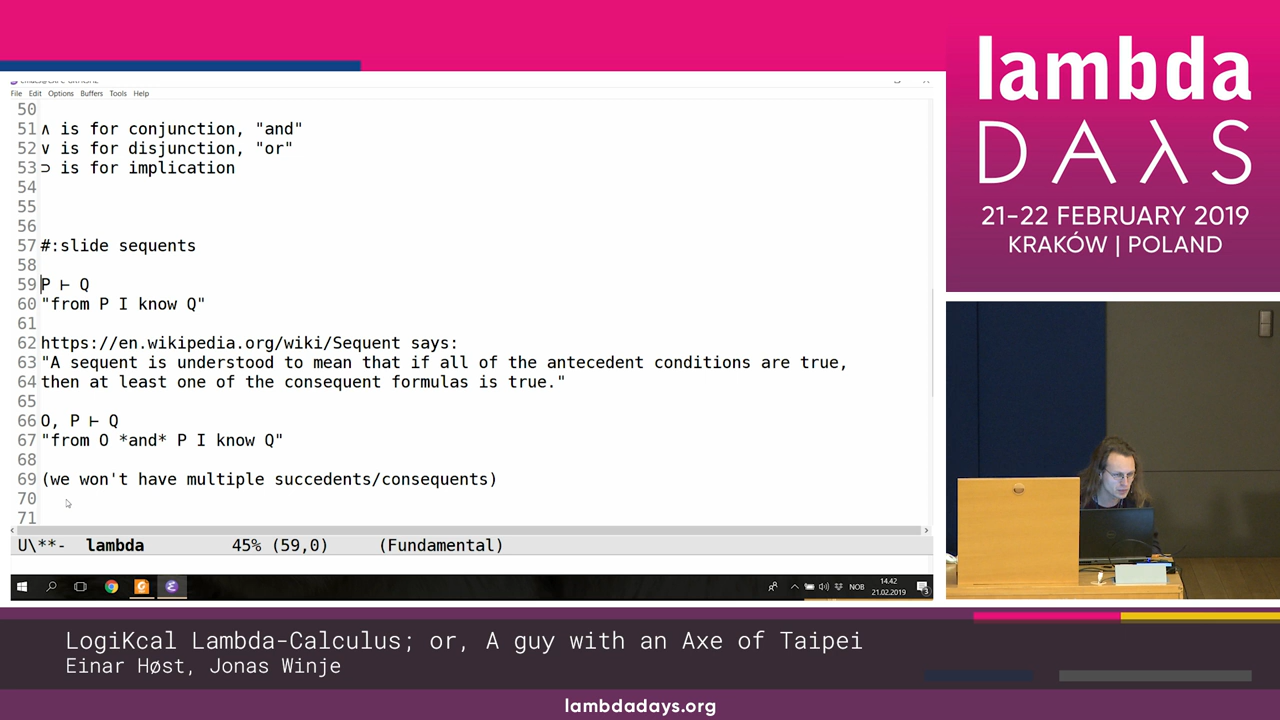 File Edit Options Buffers Tools Help
50
51 ∧ is for conjunction, "and"
52 ∨ is for disjunction, "or"
53 ⊃ is for implication
54
55
56
57 #:slide sequents
58
59 P ⊢ Q
60 "from P I know Q"
61
62 https://en.wikipedia.org/wiki/Sequent says:
63 "A sequent is understood to mean that if all of the antecedent conditions are true,
64 then at least one of the consequent formulas is true."
65
66 O, P ⊢ Q
67 "from O *and* P I know Q"
68
69 (we won't have multiple succedents/consequents)
70
71
U\**- lambda 45% (59,0) (Fundamental)
NOB
14.42
21.02.2019
3
lambda
DAλS
21-22 FEBRUARY 2019
KRAKÓW | POLAND
LogiKcal Lambda-Calculus; or, A guy with an Axe of Taipei
Einar Høst, Jonas Winje
lambdadays.org